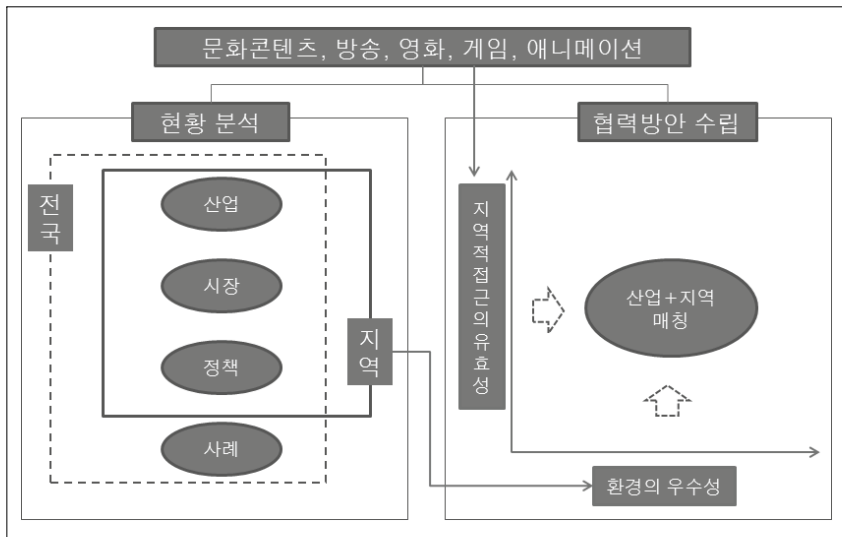 문화콘텐츠, 방송, 영화, 게임, 애니메이션
현황 분석
전국
산업
시장
정책
사례
지역
협력방안 수립
지역적접근의유효성
산업+지역
매칭
환경의 우수성